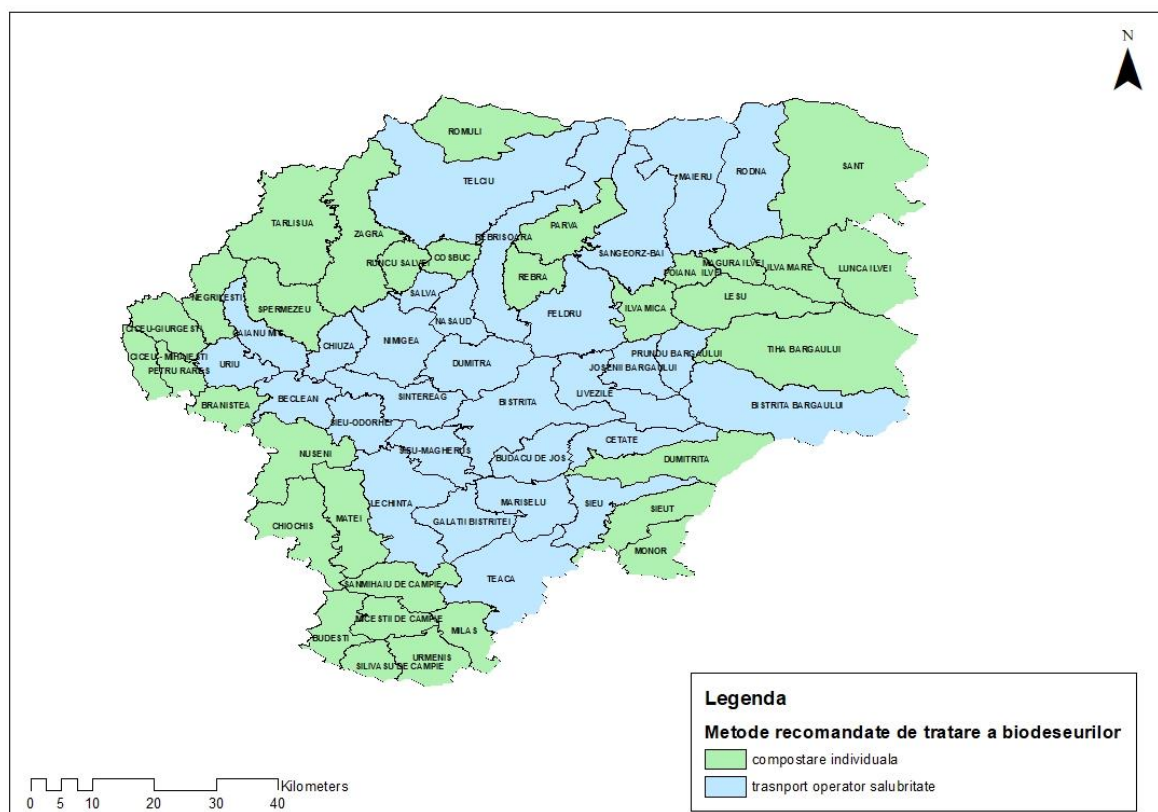 N
ROMULI
TELCIU
MAIERU
RODNA
SANT
TARLISUA
ZAGRA
PARVA
REBRISOARA
COSBUC
RUNCU SALVEI
SANGEORZ-BAI
REBRA
POIANA ILVEI
MAGURA ILVEI
ILVA MARE
LUNCA ILVEI
SALVA
NEGRILESTI
SPERMEZEU
LESU
ILVA MICA
NASAUD
FELDRU
CICEU-GIURGESTI
CAIANU MIC
CHIUZA
NIMIGEA
TIHA BARGAULUI
PRUNDU BARGAULUI
CICEU - MIHAIESTI
PETRU RARES
URIU
DUMITRA
JOSENII BARGAULUI
LIVEZILE
BRANISTEA
BECLEAN
SINTEREAG
BISTRITA
BISTRITA BARGAULUI
SIEU-ODORHEI
CETATE
NUSENI
SIEU-MAGHERUS
BUDACU DE JOS
DUMITRITA
LECHINTA
MARISELU
SIEU
SIEUT
CHIOCHIS
MATEI
GALATII BISTRITEI
MONOR
SANMIHAIU DE CAMPIE
TEACA
MICESTII DE CAMPIE
MILAS
BUDESTI
URMENIS
SILIVASU DE CAMPIE
Legenda
Metode recomandate de tratare a biodeseurilor
compostare individuala
trasnport operator salubritate
Kilometers
0 5 10 20 30 40